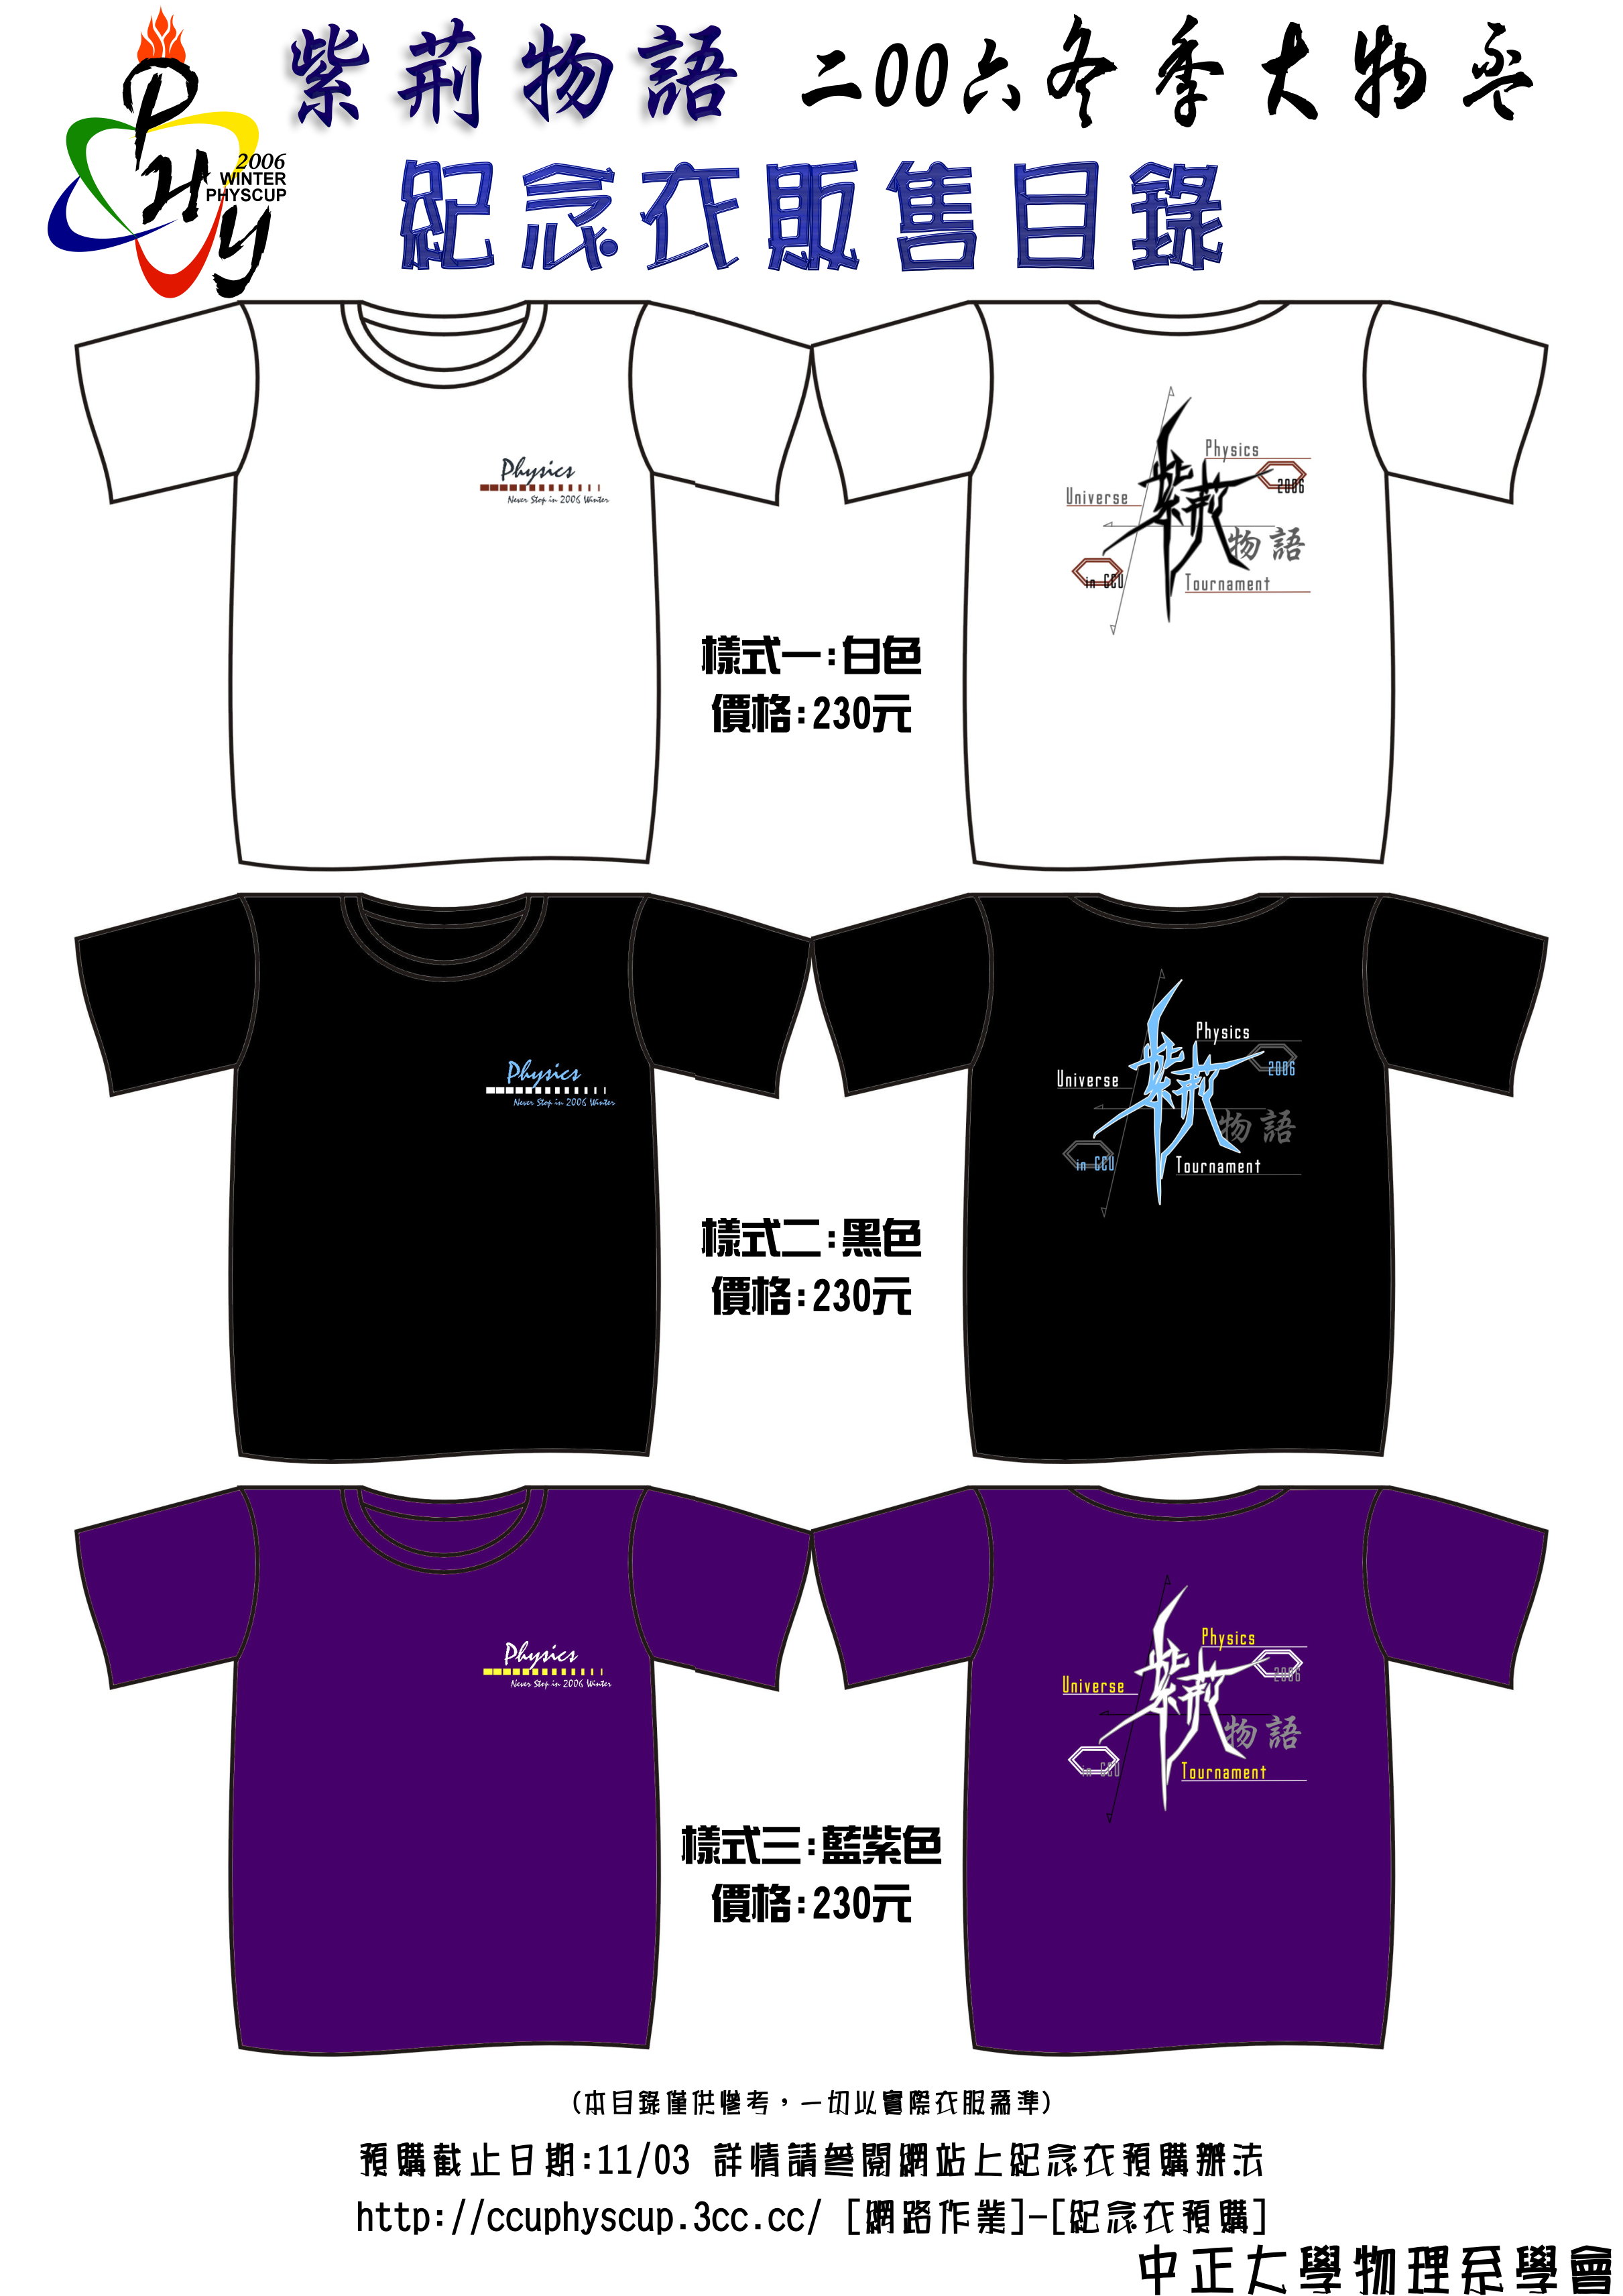 紫荊物語 二00六冬季大物盃
PHY
2006
WINTER
PHYSCUP
紀念衣販售目錄
Physics
Never Stop in 2006 Winter
Physics
2006
Universe
紫荊
物語
in CCU
Tournament
樣式一:白色
價格:230元
Physics
Never Stop in 2006 Winter
Physics
2006
Universe
紫荊
物語
in CCU
Tournament
樣式二:黑色
價格:230元
Physics
Never Stop in 2006 Winter
Physics
2006
Universe
紫荊
物語
in CCU
Tournament
樣式三:藍紫色
價格:230元
(本目錄僅供參考，一切以實際衣服為準)
預購截止日期:11/03 詳情請參閱網站上紀念衣預購辦法
http://ccuphyscup.3cc.cc/ [網路作業]-[紀念衣預購]
中正大學物理系學會